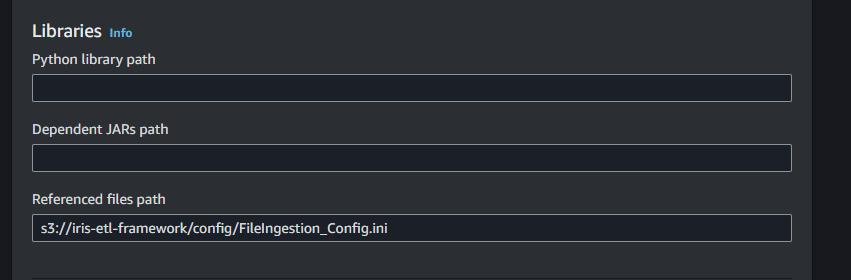 Libraries Info
Python library path
Dependent JARs path
Referenced files path
s3://iris-etl-framework/config/FileIngestion_Config.ini